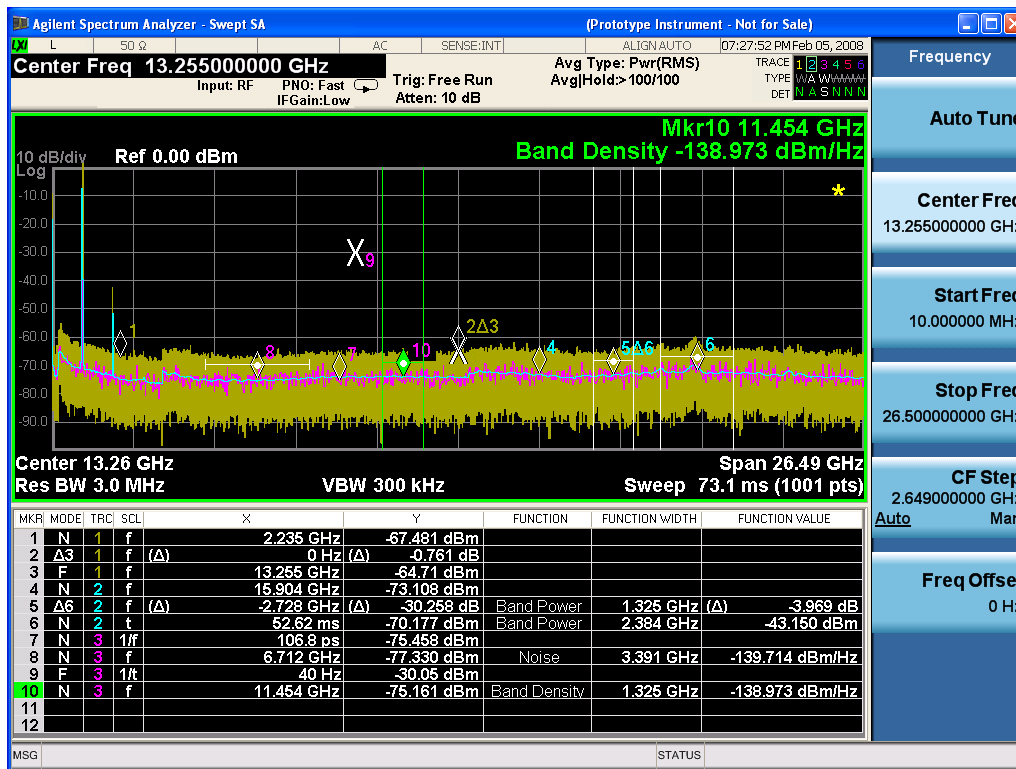 Agilent Spectrum Analyzer - Swept SA (Prototype Instrument - Not for Sale)
LXI L 50 Ω AC SENSE:INT ALIGN AUTO 07:27:52 PM Feb 05, 2008
Center Freq 13.255000000 GHz
Input: RF PNO: Fast IFGain:Low
Trig: Free Run
Atten: 10 dB
Avg Type: Pwr(RMS)
Avg|Hold:>100/100
TRACE 1 2 3 4 5 6
TYPE W A W W W W
DET N A S N N N
Mkr10 11.454 GHz
Band Density -138.973 dBm/Hz
10 dB/div Ref 0.00 dBm
Log
-10.0
-20.0
-30.0
-40.0
-50.0
-60.0
-70.0
-80.0
-90.0
*
X9
1
2Δ3
8
7
10
4
5Δ6
6
Center 13.26 GHz Span 26.49 GHz
Res BW 3.0 MHz VBW 300 kHz Sweep 73.1 ms (1001 pts)
MKR MODE TRC SCL X Y FUNCTION FUNCTION WIDTH FUNCTION VALUE
1 N 1 f 2.235 GHz -67.481 dBm
2 Δ3 1 f (Δ) 0 Hz (Δ) -0.761 dB
3 F 1 f 13.255 GHz -64.71 dBm
4 N 2 f 15.904 GHz -73.108 dBm
5 Δ6 2 f (Δ) -2.728 GHz (Δ) -30.258 dB Band Power 1.325 GHz (Δ) -3.969 dB
6 N 2 t 52.62 ms -70.177 dBm Band Power 2.384 GHz -43.150 dBm
7 N 3 1/f 106.8 ps -75.458 dBm
8 N 3 f 6.712 GHz -77.330 dBm Noise 3.391 GHz -139.714 dBm/Hz
9 F 3 1/t 40 Hz -30.05 dBm
10 N 3 f 11.454 GHz -75.161 dBm Band Density 1.325 GHz -138.973 dBm/Hz
11
12
MSG STATUS
Frequency
Auto Tune
Center Freq
13.255000000 GHz
Start Freq
10.000000 MHz
Stop Freq
26.500000000 GHz
CF Step
2.649000000 GHz
Auto Man
Freq Offset
0 Hz